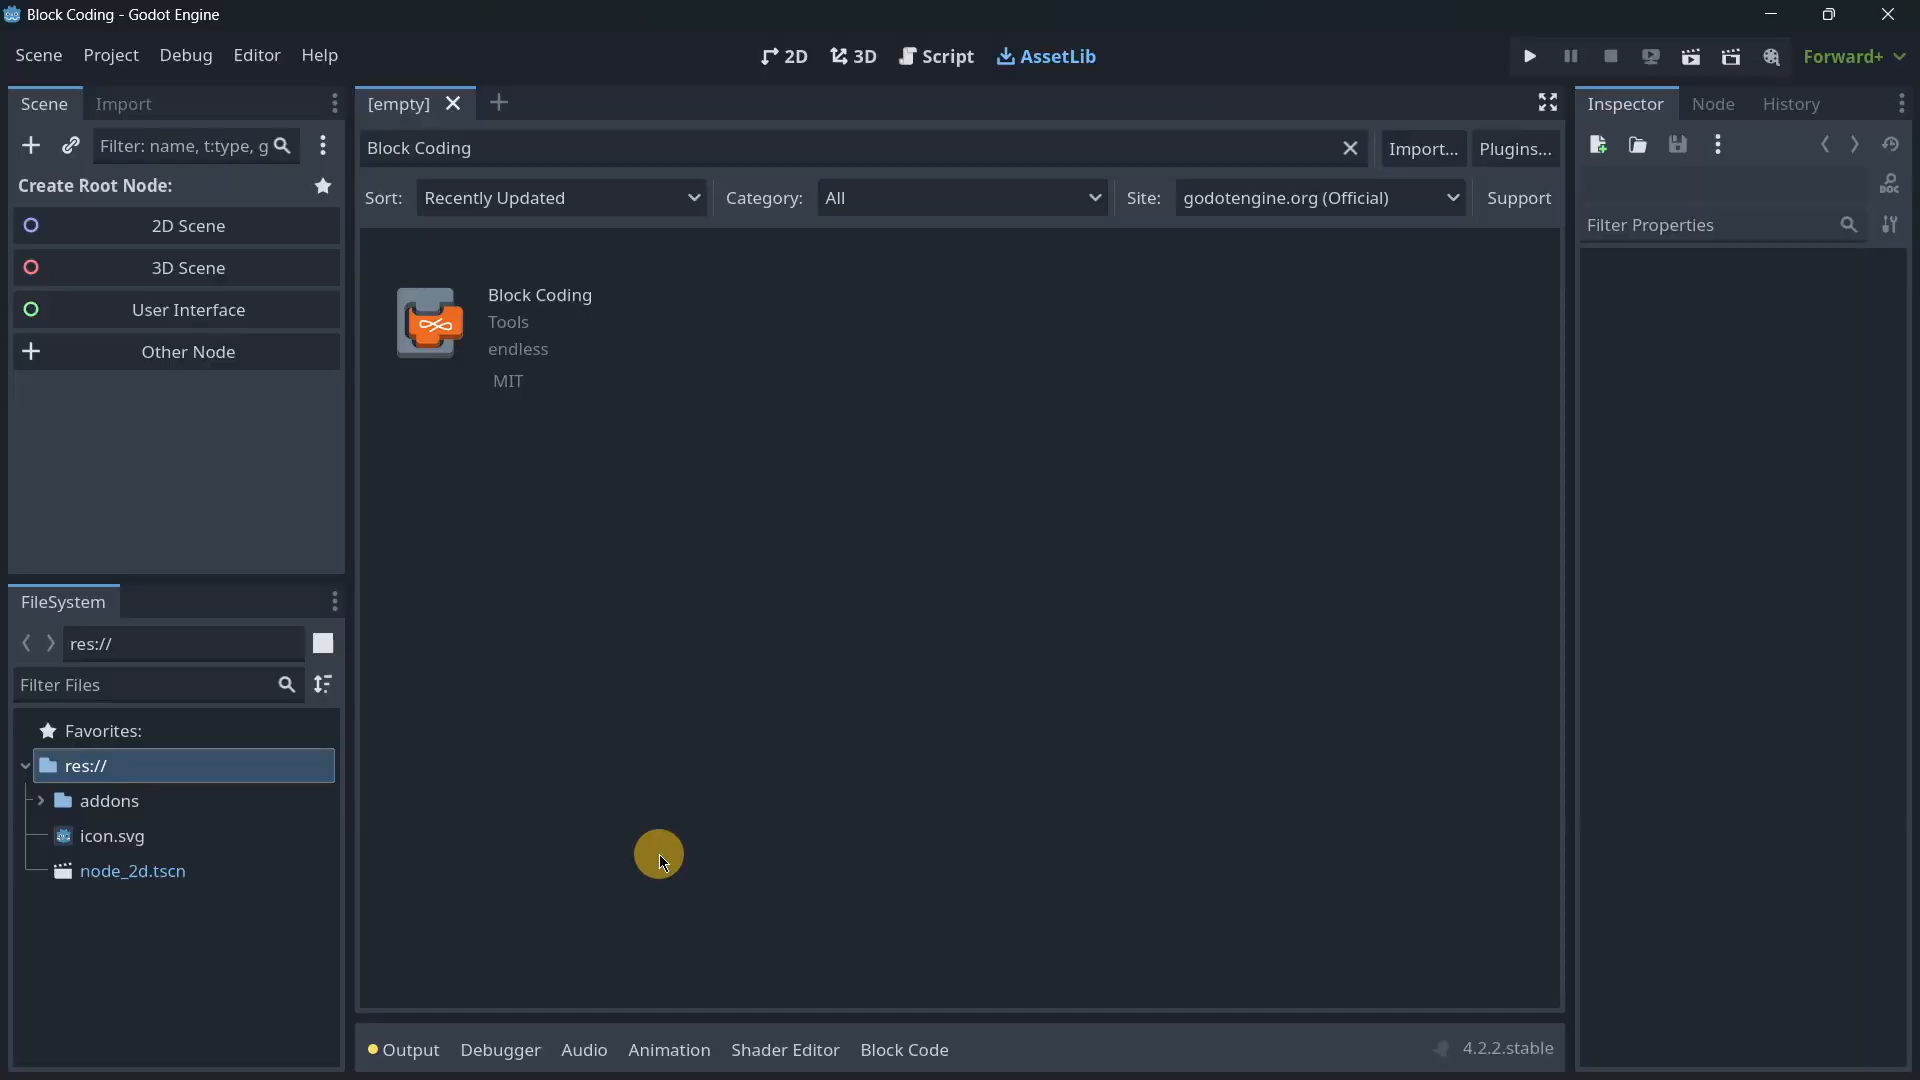 Block Coding - Godot Engine
Scene Project Debug Editor Help
2D 3D Script AssetLib
Forward+
Scene Import
[empty]
Inspector Node History
Filter: name, t:type, g
Block Coding
Import... Plugins...
Create Root Node:
Sort: Recently Updated Category: All Site: godotengine.org (Official) Support
DOC
2D Scene
3D Scene
User Interface
Other Node
Filter Properties
Block Coding
Tools
endless
MIT
FileSystem
res://
Filter Files
Favorites:
res://
addons
icon.svg
node_2d.tscn
Output Debugger Audio Animation Shader Editor Block Code
4.2.2.stable